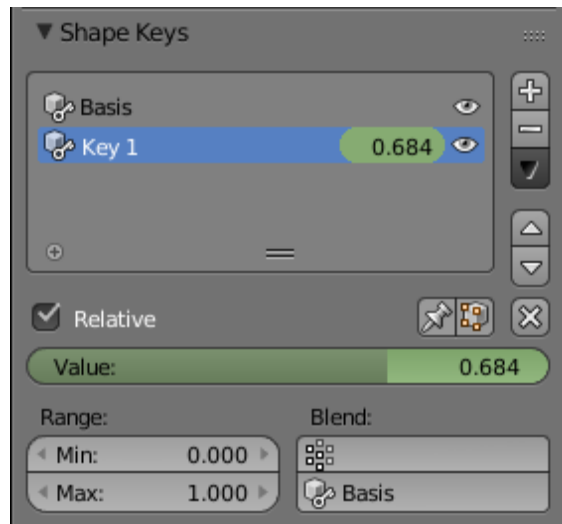 Shape Keys
Basis
Key 1 0.684
Relative
Value: 0.684
Range: Blend:
Min: 0.000
Max: 1.000 Basis